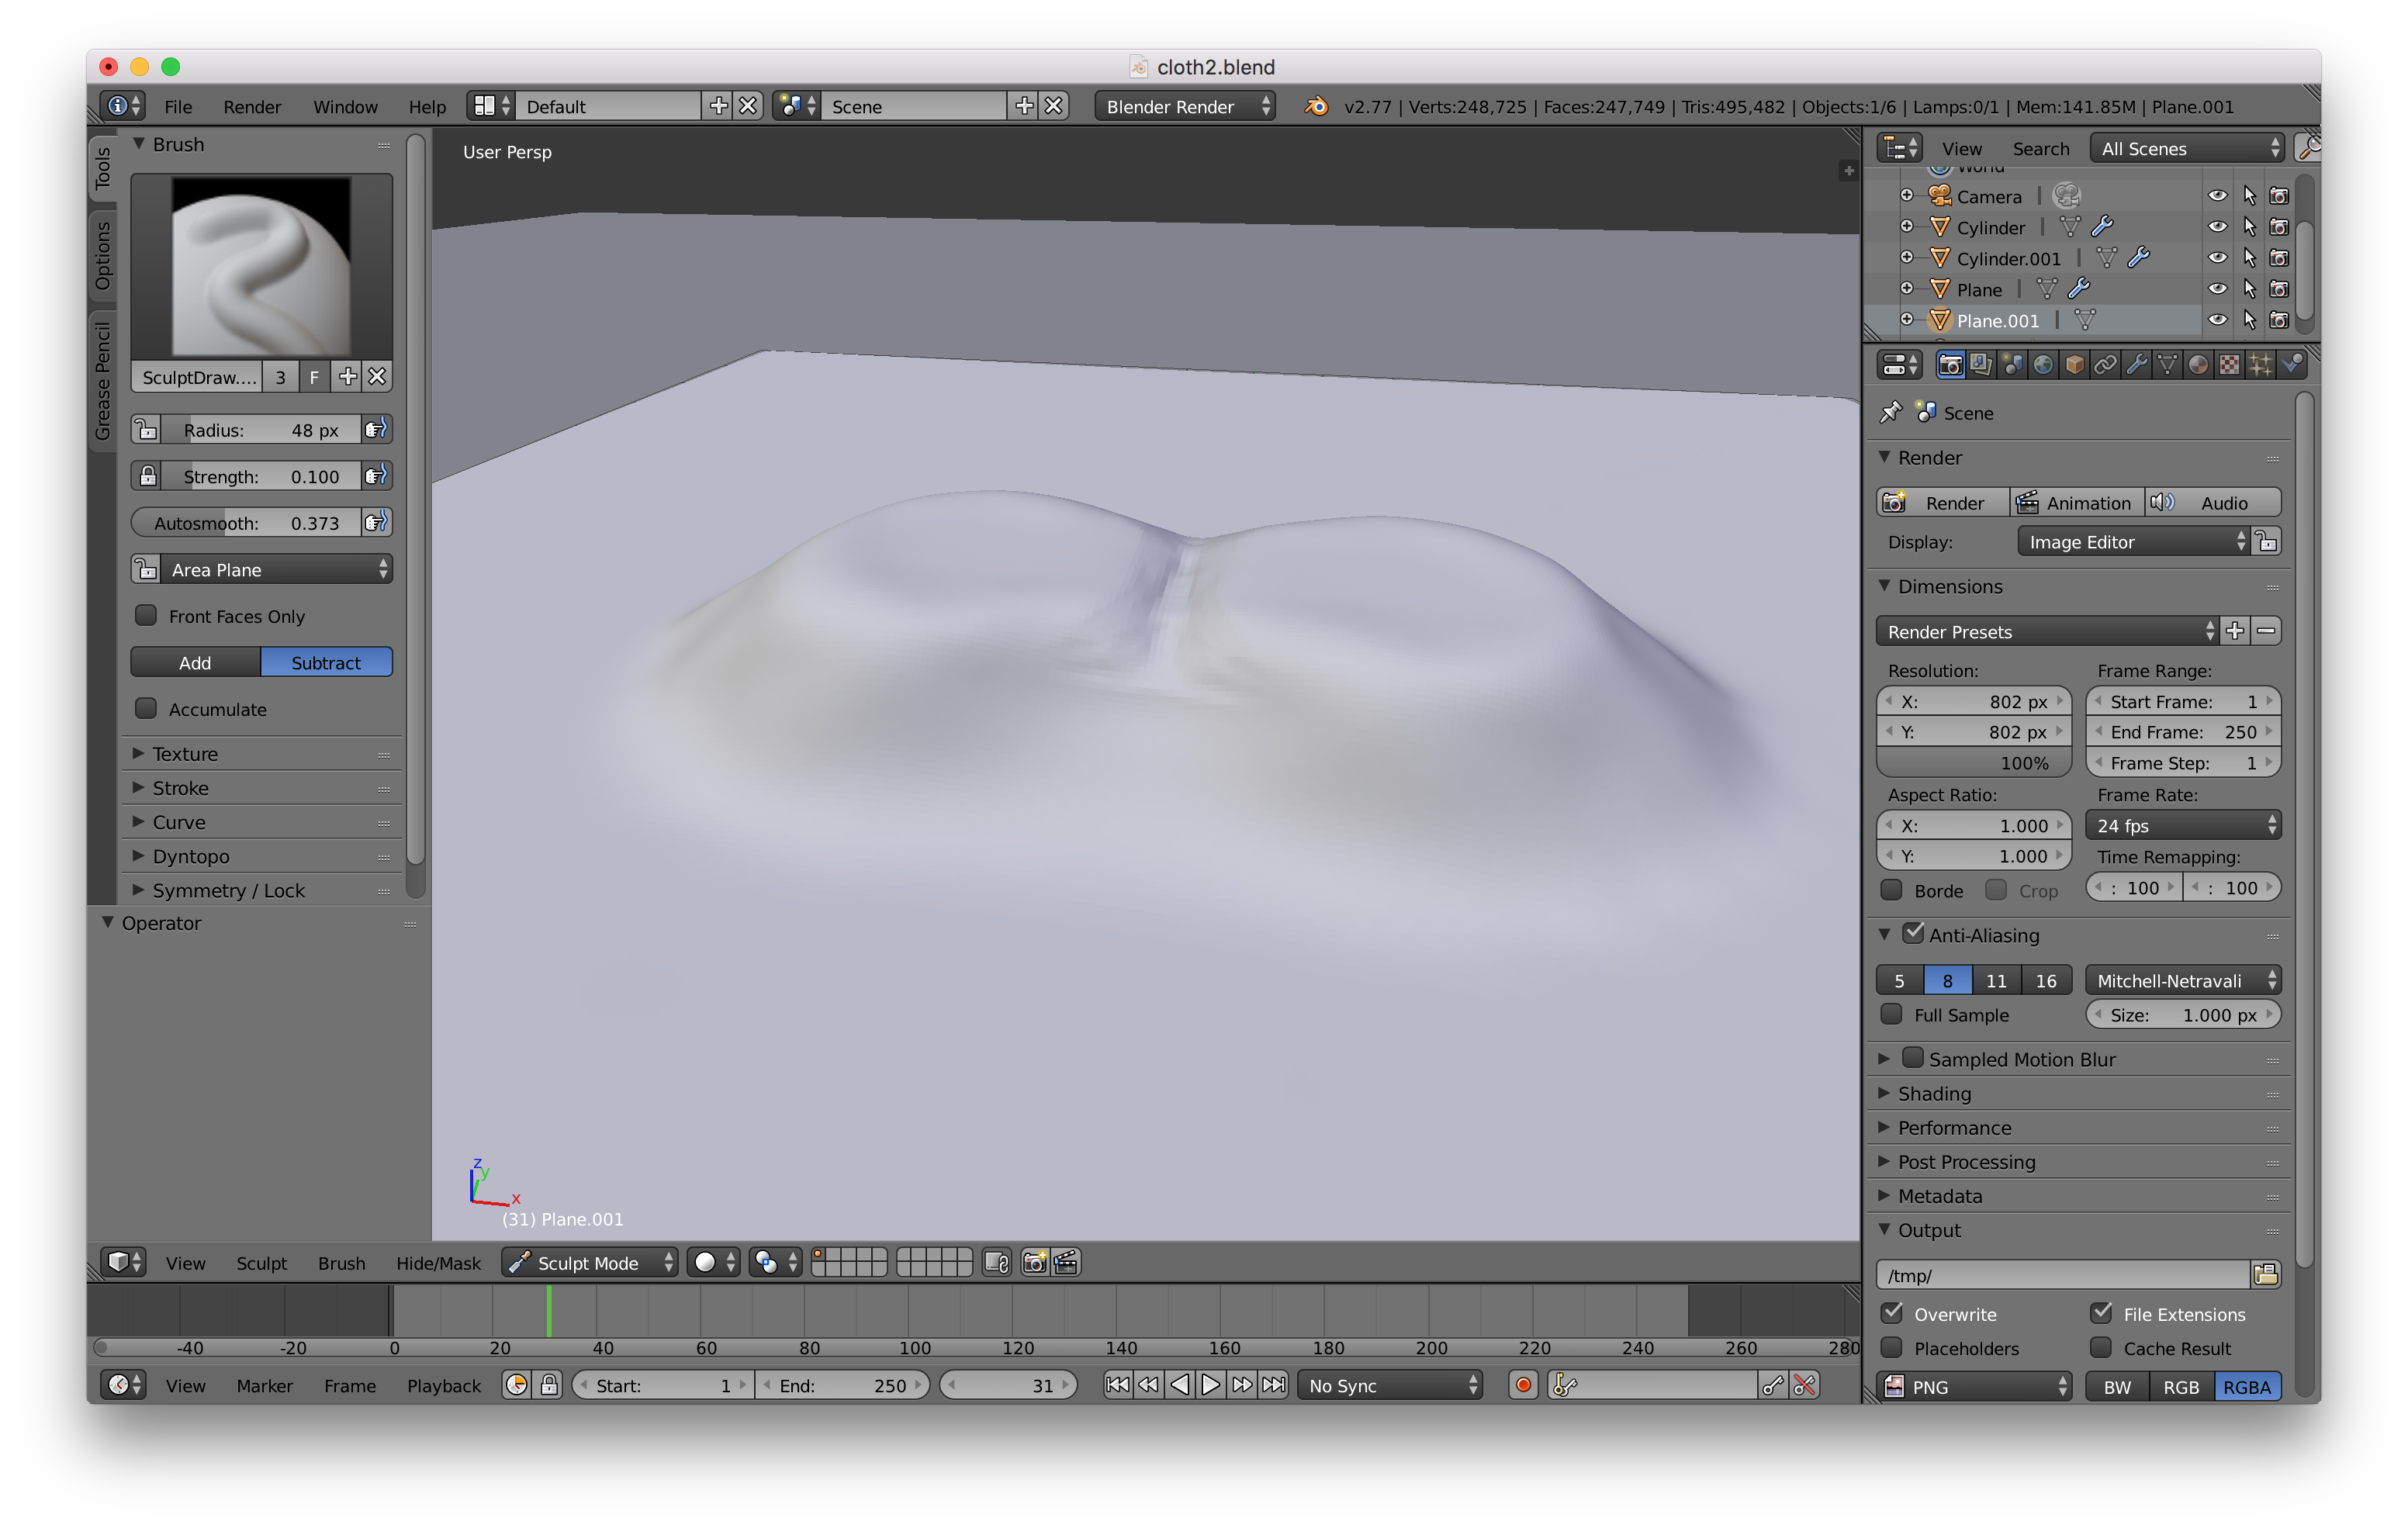 cloth2.blend
File Render Window Help Default Scene Blender Render v2.77 | Verts:248,725 | Faces:247,749 | Tris:495,482 | Objects:1/6 | Lamps:0/1 | Mem:141.85M | Plane.001
Tools
Options
Grease Pencil
Brush
SculptDraw.... 3 F
Radius: 48 px
Strength: 0.100
Autosmooth: 0.373
Area Plane
Front Faces Only
Add Subtract
Accumulate
Texture
Stroke
Curve
Dyntopo
Symmetry / Lock
Operator
User Persp
z
y
x
(31) Plane.001
View Sculpt Brush Hide/Mask Sculpt Mode
-40 -20 0 20 40 60 80 100 120 140 160 180 200 220 240 260 280
View Marker Frame Playback Start: 1 End: 250 31 No Sync
View Search All Scenes
World
Camera
Cylinder
Cylinder.001
Plane
Plane.001
Scene
Render
Render Animation Audio
Display: Image Editor
Dimensions
Render Presets
Resolution: Frame Range:
X: 802 px Start Frame: 1
Y: 802 px End Frame: 250
100% Frame Step: 1
Aspect Ratio: Frame Rate:
X: 1.000 24 fps
Y: 1.000 Time Remapping:
Borde Crop : 100 : 100
Anti-Aliasing
5 8 11 16 Mitchell-Netravali
Full Sample Size: 1.000 px
Sampled Motion Blur
Shading
Performance
Post Processing
Metadata
Output
/tmp/
Overwrite File Extensions
Placeholders Cache Result
PNG BW RGB RGBA